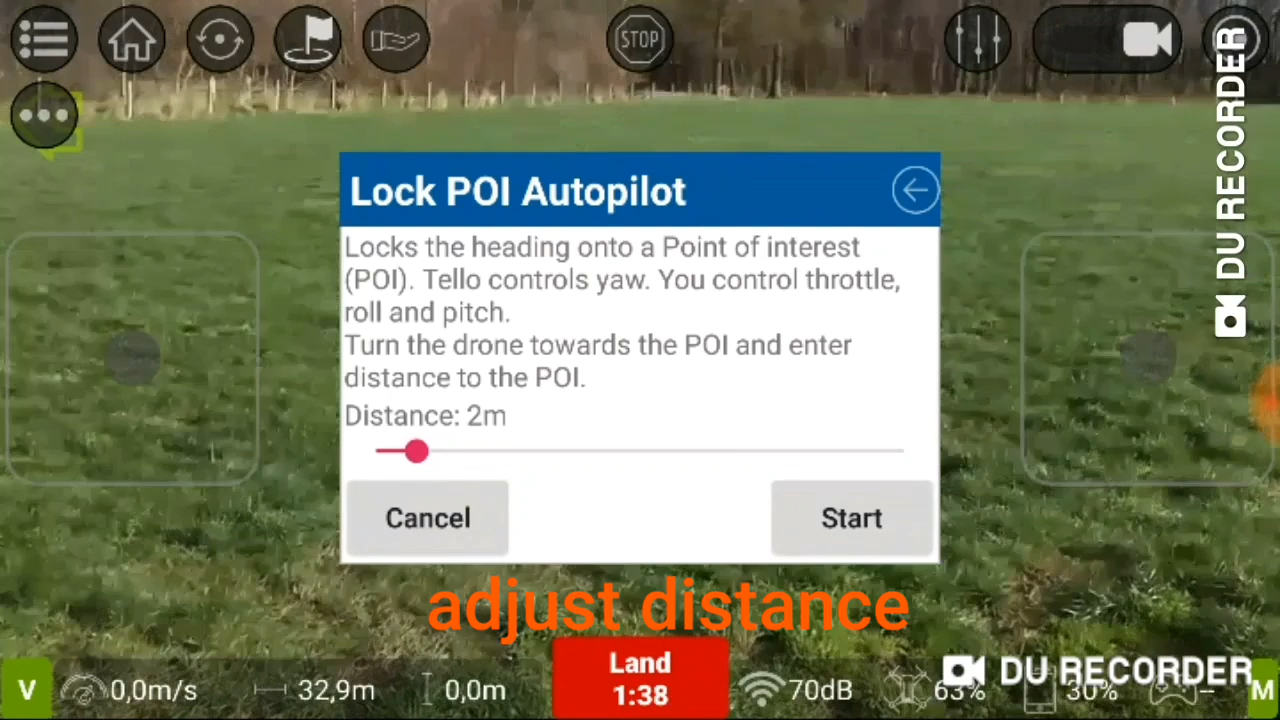 STOP
DU RECORDER
Lock POI Autopilot
Locks the heading onto a Point of interest
(POI). Tello controls yaw. You control throttle,
roll and pitch.
Turn the drone towards the POI and enter
distance to the POI.
Distance: 2m
Cancel
Start
adjust distance
V
0,0m/s
32,9m
0,0m
Land
1:38
70dB
63%
30%
--
M
DU RECORDER